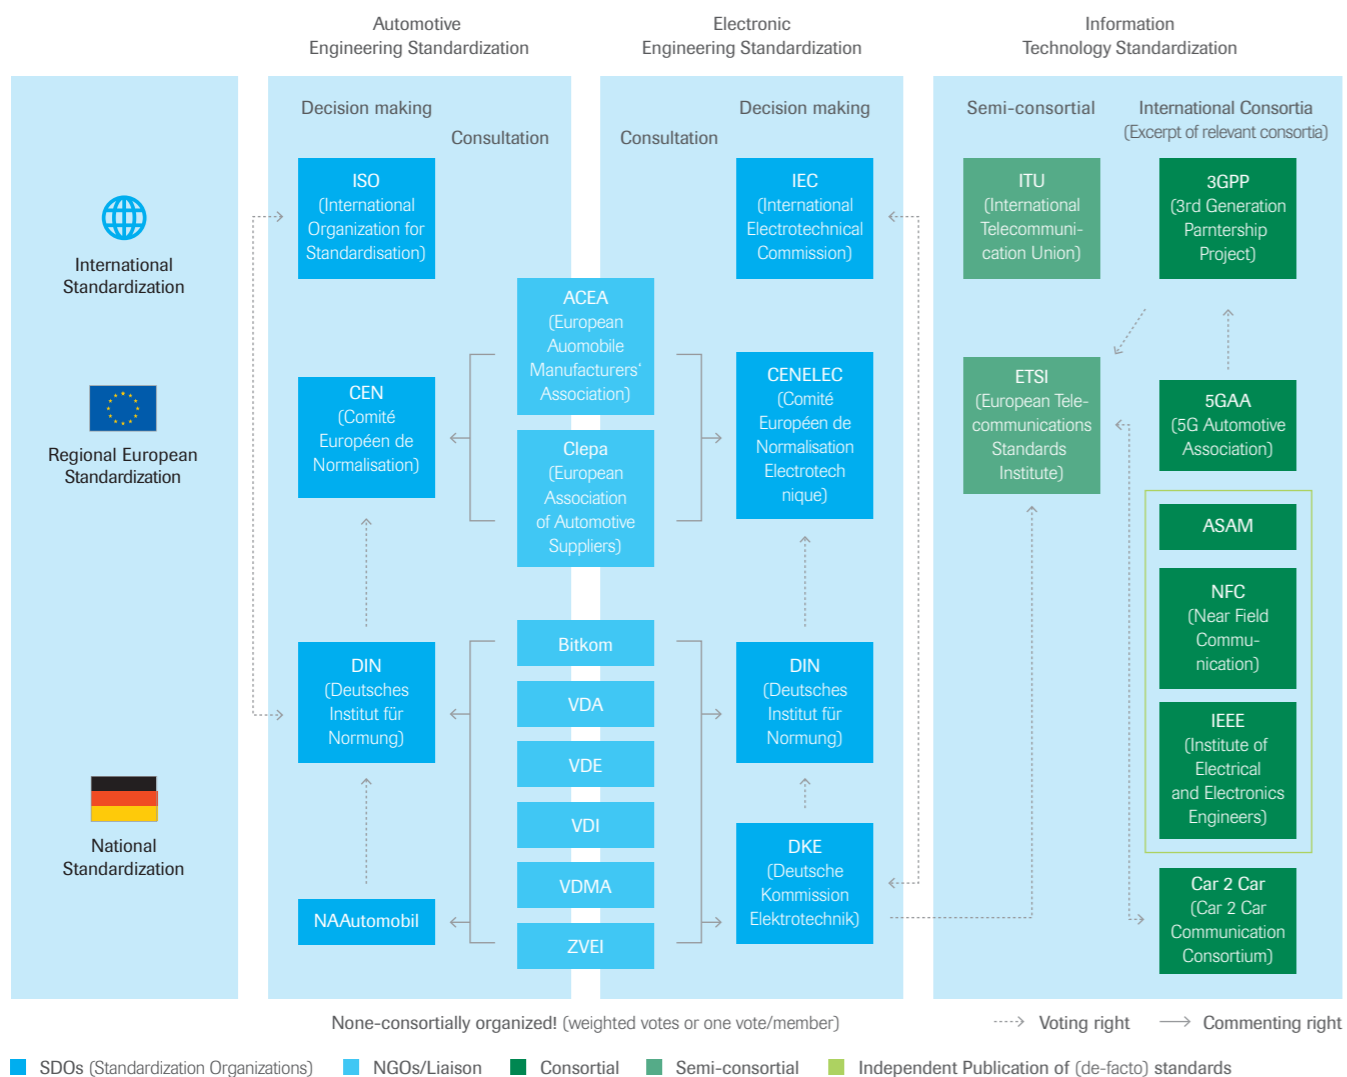 Automotive
Engineering Standardization
Electronic
Engineering Standardization
Information
Technology Standardization
Decision making
Consultation
Consultation
Decision making
Semi-consortial
International Consortia
(Excerpt of relevant consortia)
International
Standardization
Regional European
Standardization
National
Standardization
ISO
(International
Organization for
Standardisation)
CEN
(Comité
Européen de
Normalisation)
DIN
(Deutsches
Institut für
Normung)
NAAutomobil
ACEA
(European
Auomobile
Manufacturers‘
Association)
Clepa
(European
Association
of Automotive
Suppliers)
Bitkom
VDA
VDE
VDI
VDMA
ZVEI
IEC
(International
Electrotechnical
Commission)
CENELEC
(Comité
Européen de
Normalisation
Electrotech
nique)
DIN
(Deutsches
Institut für
Normung)
DKE
(Deutsche
Kommission
Elektrotechnik)
ITU
(International
Telecommuni-
cation Union)
ETSI
(European Tele-
communications
Standards
Institute)
3GPP
(3rd Generation
Parntership
Project)
5GAA
(5G Automotive
Association)
ASAM
NFC
(Near Field
Commu-
nication)
IEEE
(Institute of
Electrical
and Electronics
Engineers)
Car 2 Car
(Car 2 Car
Communication
Consortium)
None-consortially organized! (weighted votes or one vote/member)
Voting right
Commenting right
SDOs (Standardization Organizations)
NGOs/Liaison
Consortial
Semi-consortial
Independent Publication of (de-facto) standards